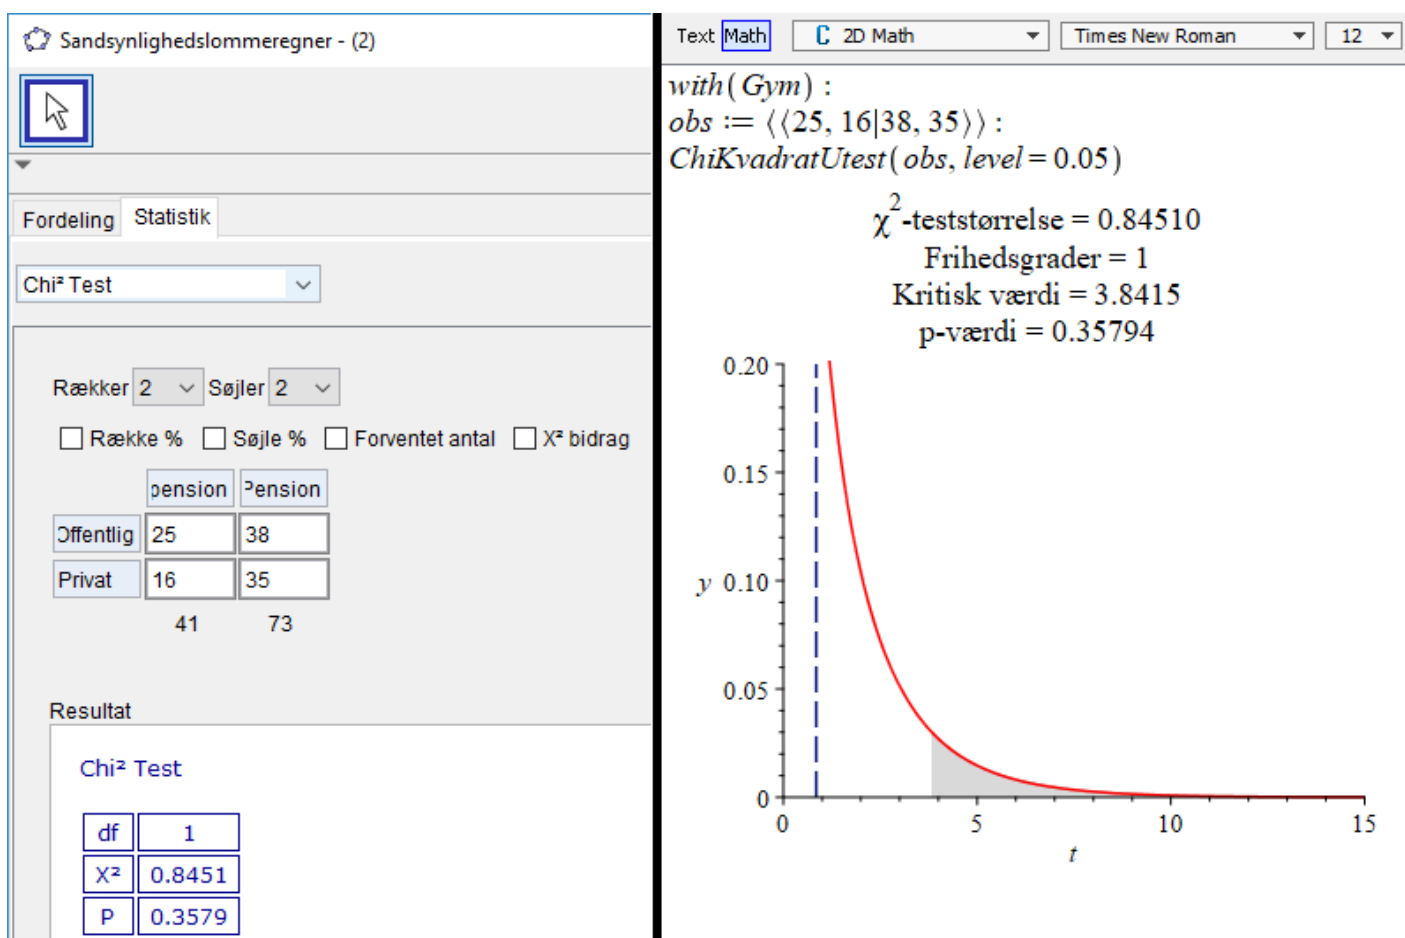 Sandsynlighedslommeregner - (2)
Fordeling Statistik
Chi² Test
Rækker 2 Søjler 2
Række % Søjle % Forventet antal X² bidrag
pension Pension
Offentlig 25 38
Privat 16 35
41 73
Resultat
Chi² Test
df 1
X² 0.8451
P 0.3579
Text Math C 2D Math Times New Roman 12
with(Gym) :
obs := ⟨⟨25, 16|38, 35⟩⟩ :
ChiKvadratUtest(obs, level = 0.05)
χ²-teststørrelse = 0.84510
Frihedsgrader = 1
Kritisk værdi = 3.8415
p-værdi = 0.35794
0.20
0.15
y 0.10
0.05
0
0 5 10 15
t